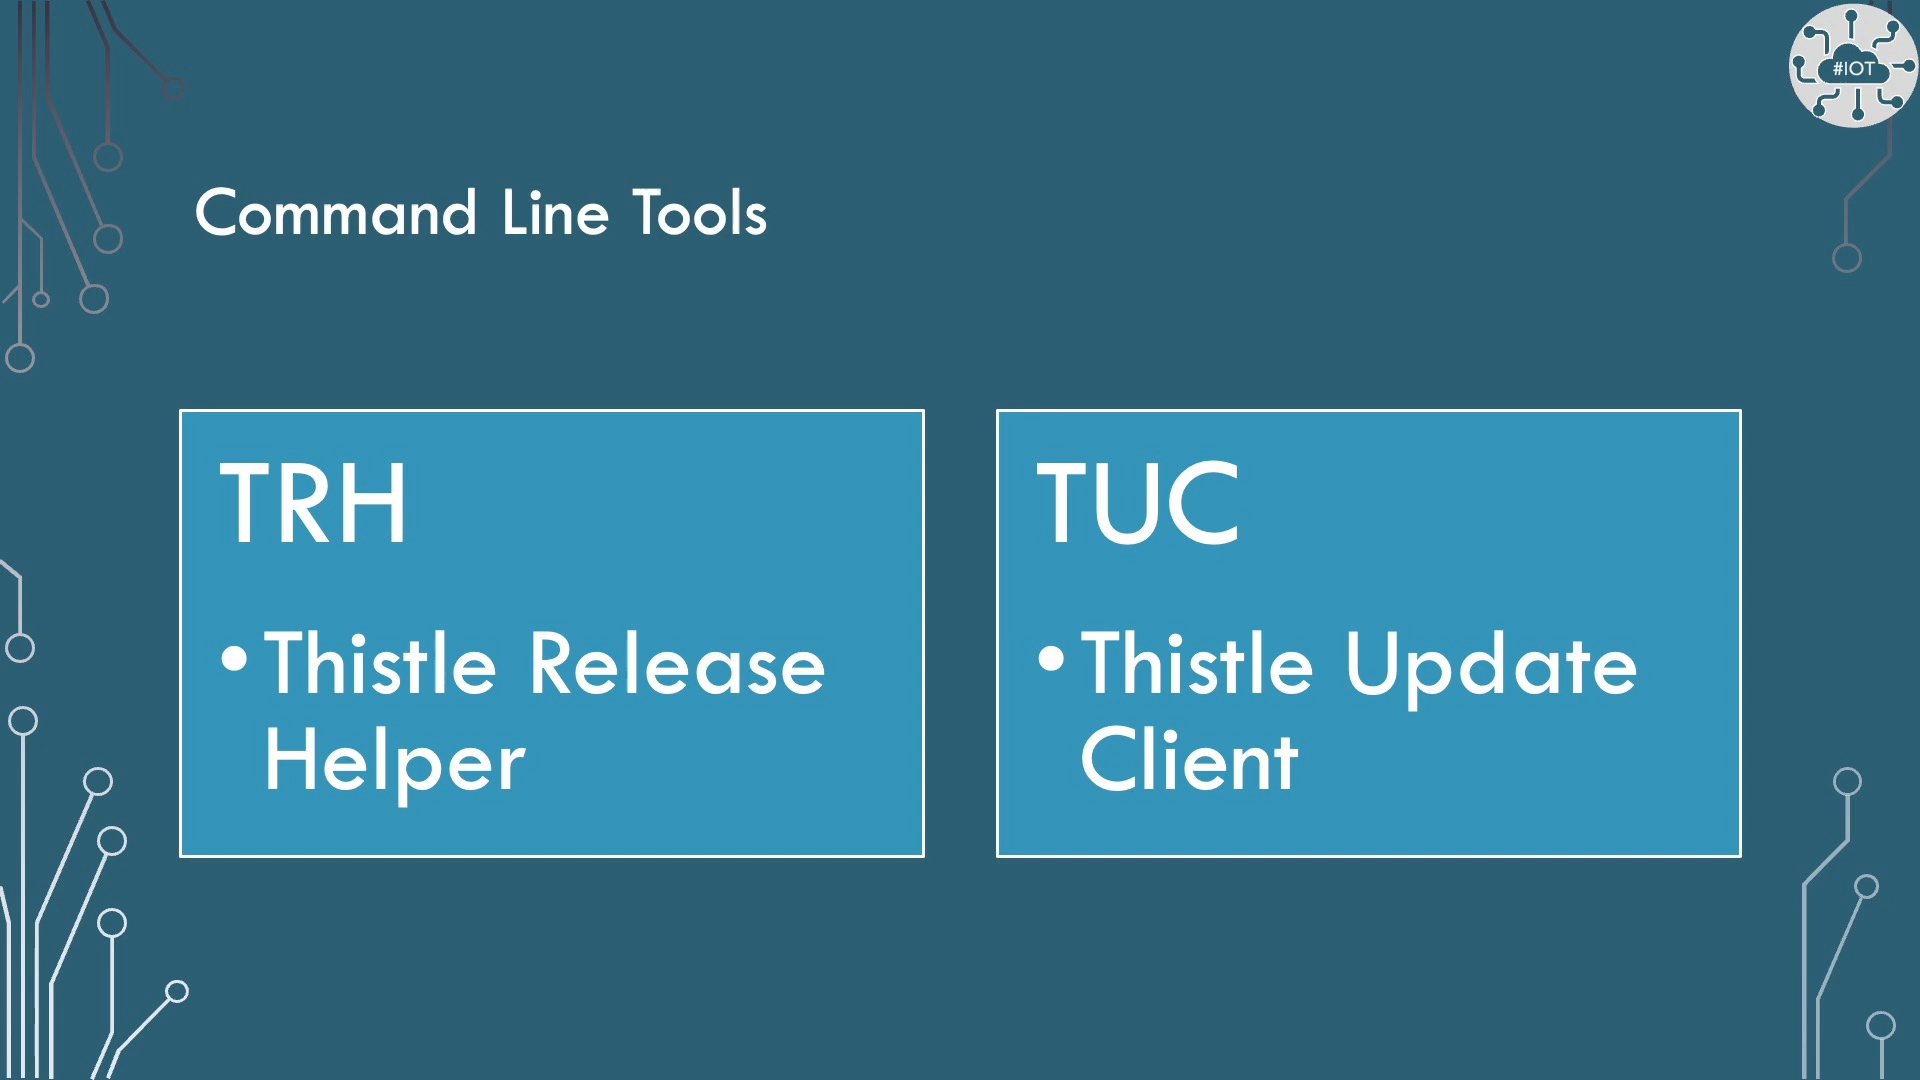 #IOT
Command Line Tools
TRH
• Thistle Release
Helper
TUC
• Thistle Update
Client